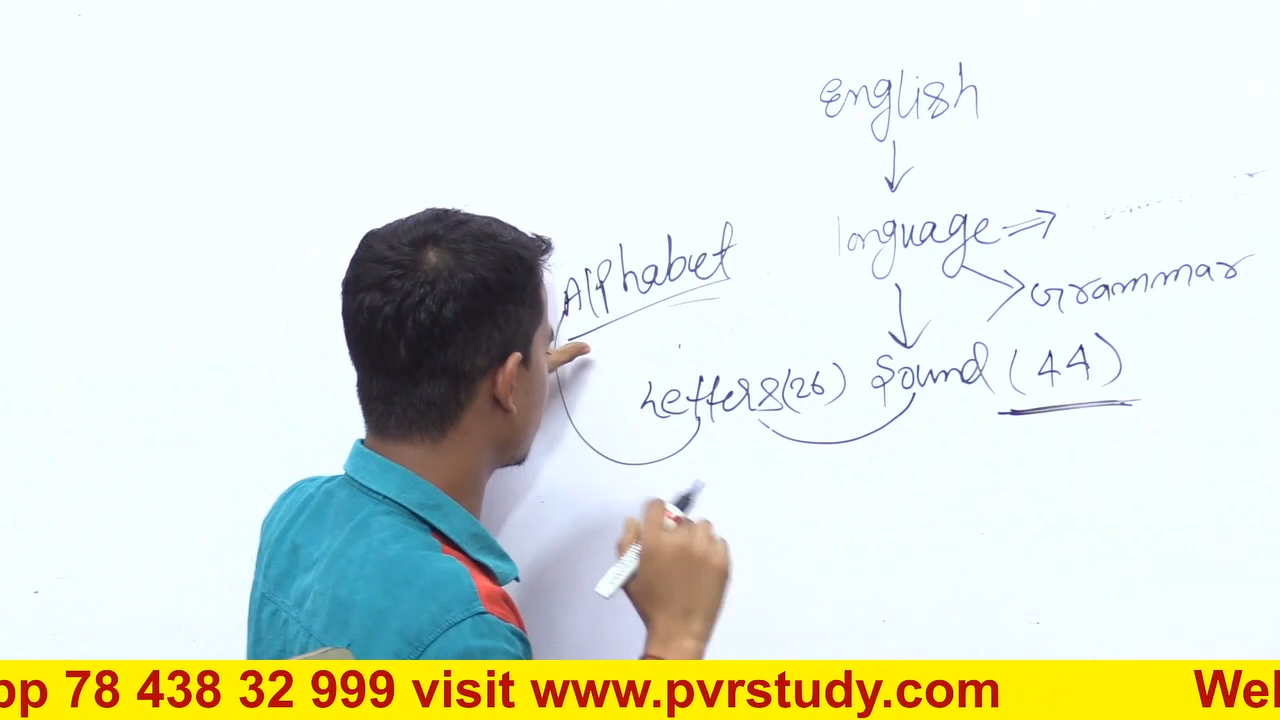 English
language ⇒
Grammar
Alphabet
Letters(26) Sound (44)
pp 78 438 32 999 visit www.pvrstudy.com Wel